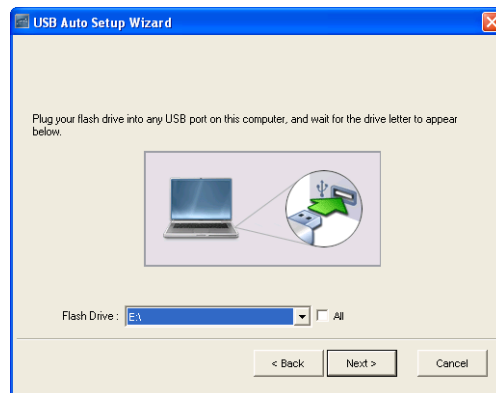 USB Auto Setup Wizard
Plug your flash drive into any USB port on this computer, and wait for the drive letter to appear
below.
Flash Drive : E:\ All
< Back Next > Cancel